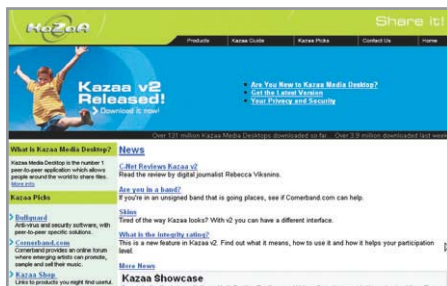 KaZaA
Share it!
Products
Kazaa Guide
Kazaa Picks
Contact Us
Home
Kazaa v2
Released!
Download it now!
Are You New to Kazaa Media Desktop?
Get the Latest Version
Your Privacy and Security
Over 131 million Kazaa Media Desktops downloaded so far... Over 3.9 million downloaded last week
What is Kazaa Media Desktop?
Kazaa Media Desktop is the number 1
peer-to-peer application which allows
people around the world to share files.
More info
Kazaa Picks
Bullguard
Anti-virus and security software, with
peer-to-peer specific solutions.
Cornerband.com
Cornerband provides an online forum
where emerging artists can promote,
sample and sell their music.
Kazaa Shop
Links to products you might find useful.
News
C-Net Reviews Kazaa v2
Read the review by digital journalist Rebecca Viksnins.
Are you in a band?
If you're in an unsigned band that is going places, see if Cornerband.com can help.
Skins
Tired of the way Kazaa looks? With v2 you can have a different interface.
What is the integrity rating?
This is a new feature in Kazaa v2. Find out what it means, how to use it and how it helps your participation
level.
More News
Kazaa Showcase